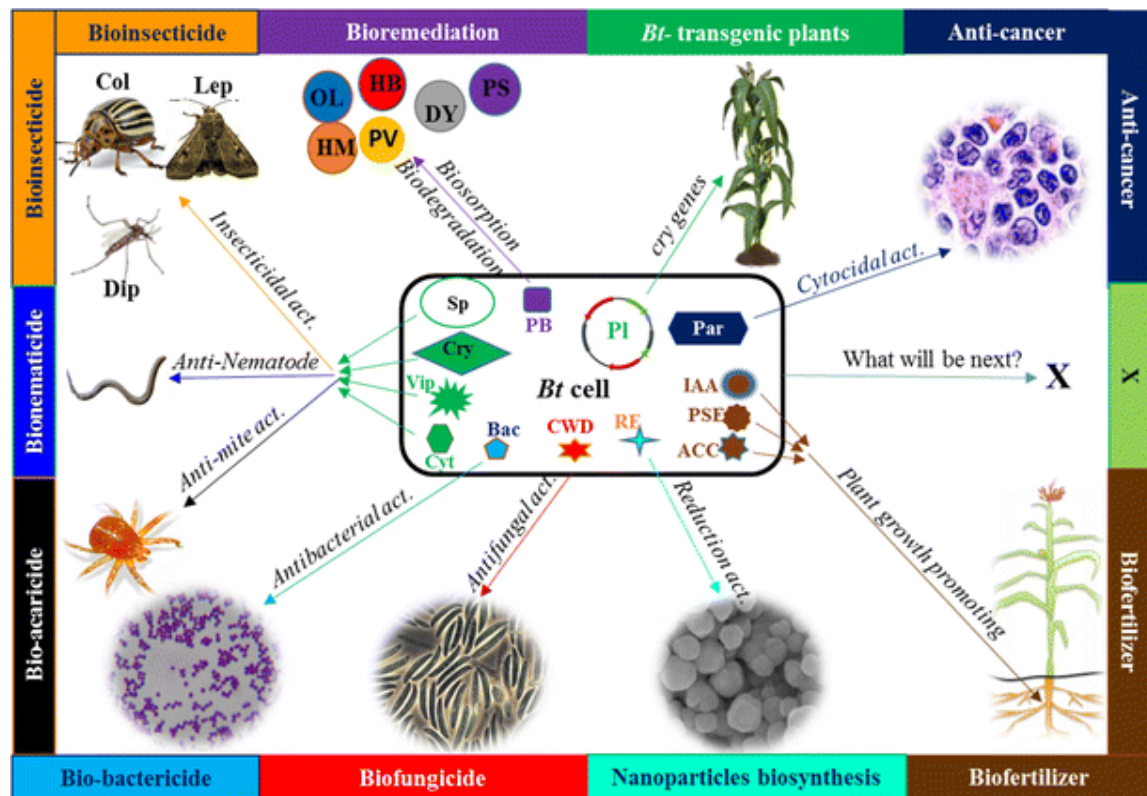 Bioinsecticide
Bioremediation
Bt- transgenic plants
Anti-cancer
Bioinsecticide
Bionematicide
Bio-acaricide
Anti-cancer
X
Biofertilizer
Col
Lep
Dip
OL
HB
DY
PS
HM
PV
Biosorption
Biodegradation
cry genes
Cytocidal act.
Insecticidal act.
Anti-Nematode
Anti-mite act.
Sp
PB
Pl
Par
Cry
Vip
Bt cell
IAA
PSE
ACC
Cyt
Bac
CWD
RE
What will be next?
X
Antibacterial act.
Antifungal act.
Reduction act.
Plant growth promoting
Bio-bactericide
Biofungicide
Nanoparticles biosynthesis
Biofertilizer